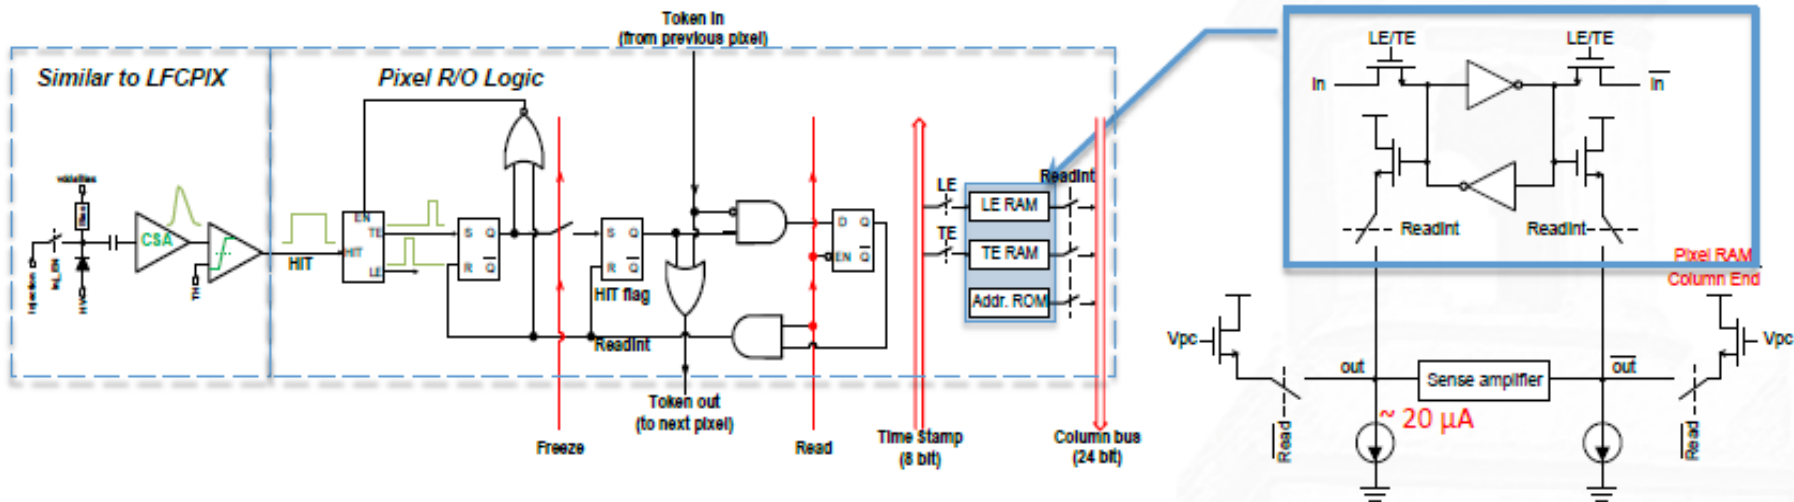 Token In
(from previous pixel)
Similar to LFCPIX
Pixel R/O Logic
CSA
TH
HV
Injection
HIT
EN
TE
HIT
LE
S Q
R Q
S Q
R Q
HIT flag
ReadInt
D Q
EN Q
Token out
(to next pixel)
Freeze
Read
LE
TE
ReadInt
LE RAM
TE RAM
Addr. ROM
Time Stamp
(8 bit)
Column bus
(24 bit)
LE/TE
LE/TE
In
In
ReadInt
ReadInt
Pixel RAM
Column End
Vpc
Vpc
out
Sense amplifier
out
~ 20 µA
Read
Read